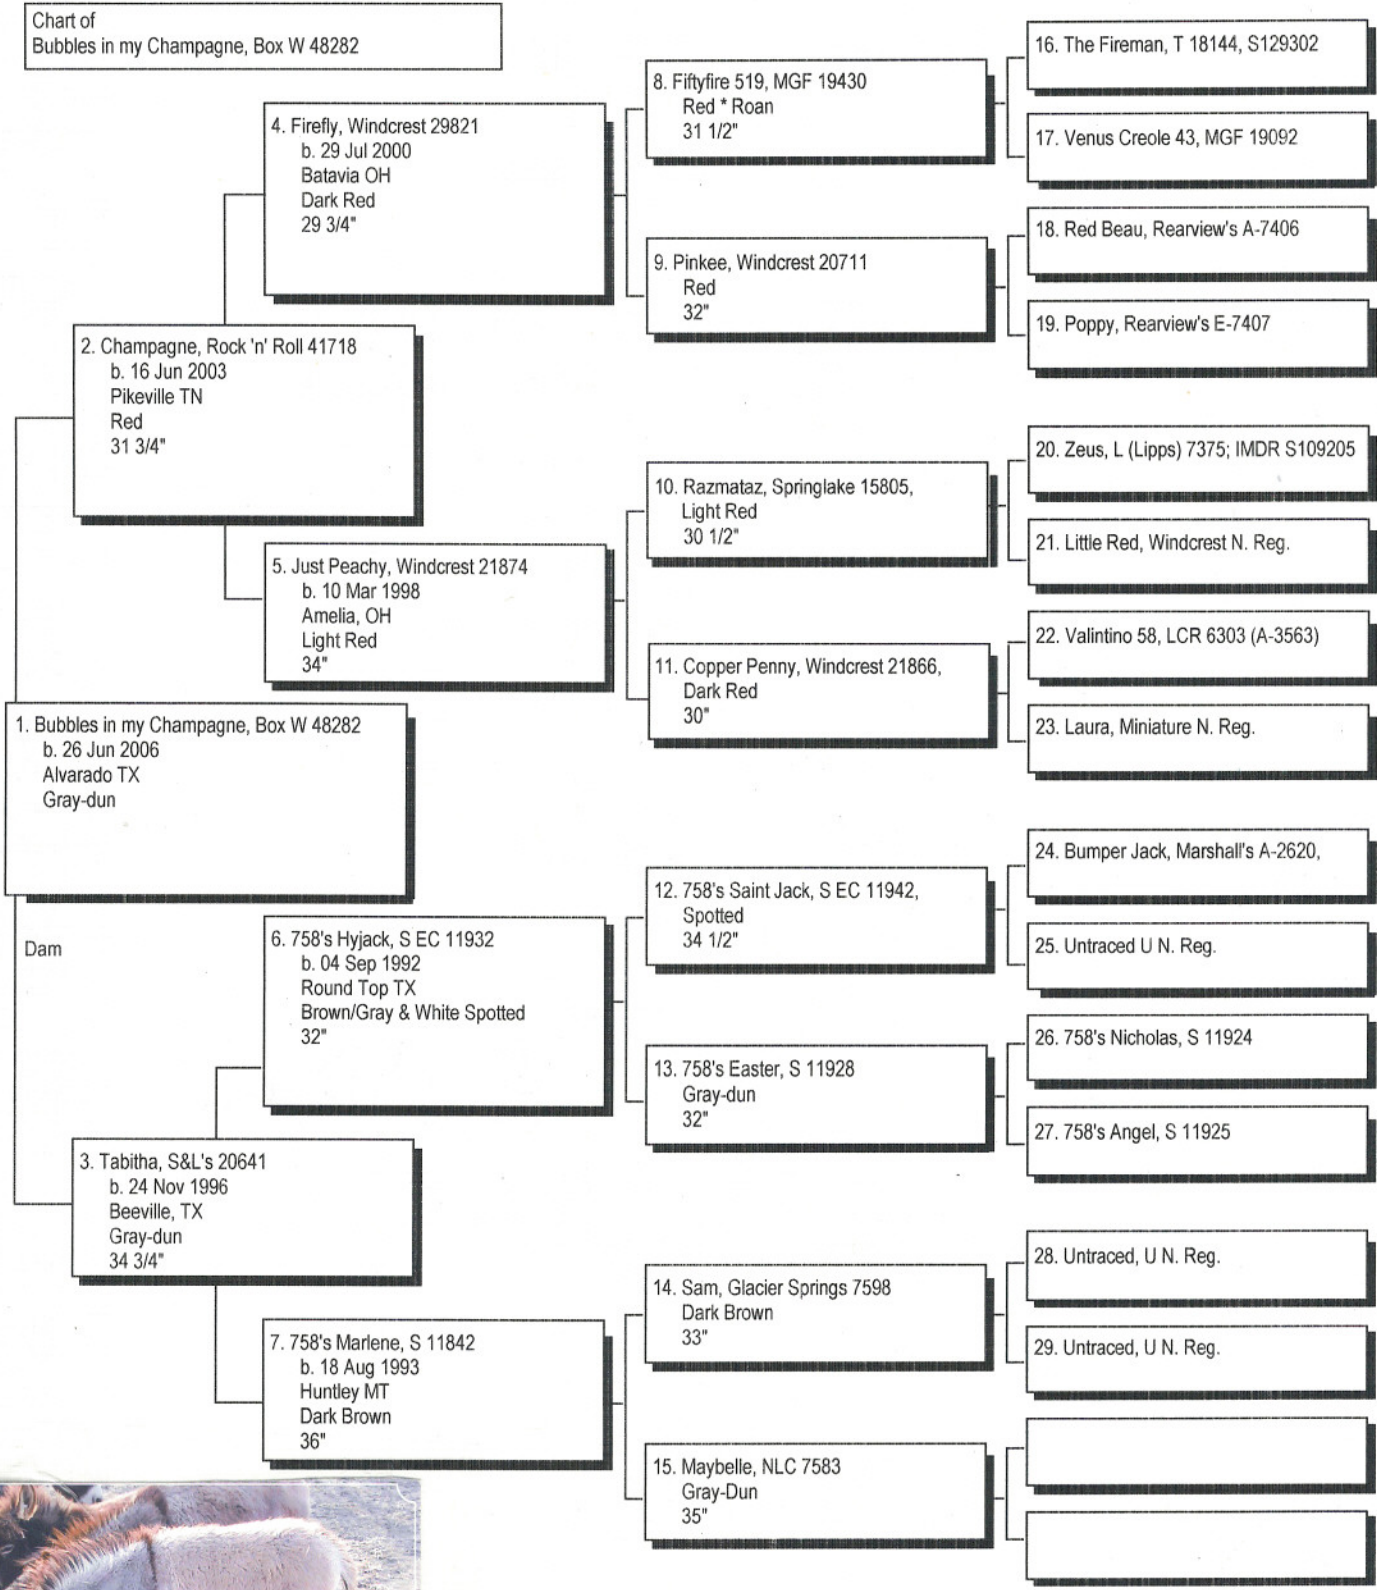 Chart of
Bubbles in my Champagne, Box W 48282
1. Bubbles in my Champagne, Box W 48282
b. 26 Jun 2006
Alvarado TX
Gray-dun
Dam
2. Champagne, Rock 'n' Roll 41718
b. 16 Jun 2003
Pikeville TN
Red
31 3/4"
3. Tabitha, S&L's 20641
b. 24 Nov 1996
Beeville, TX
Gray-dun
34 3/4"
4. Firefly, Windcrest 29821
b. 29 Jul 2000
Batavia OH
Dark Red
29 3/4"
5. Just Peachy, Windcrest 21874
b. 10 Mar 1998
Amelia, OH
Light Red
34"
6. 758's Hyjack, S EC 11932
b. 04 Sep 1992
Round Top TX
Brown/Gray & White Spotted
32"
7. 758's Marlene, S 11842
b. 18 Aug 1993
Huntley MT
Dark Brown
36"
8. Fiftyfire 519, MGF 19430
Red * Roan
31 1/2"
9. Pinkee, Windcrest 20711
Red
32"
10. Razmataz, Springlake 15805,
Light Red
30 1/2"
11. Copper Penny, Windcrest 21866,
Dark Red
30"
12. 758's Saint Jack, S EC 11942,
Spotted
34 1/2"
13. 758's Easter, S 11928
Gray-dun
32"
14. Sam, Glacier Springs 7598
Dark Brown
33"
15. Maybelle, NLC 7583
Gray-Dun
35"
16. The Fireman, T 18144, S129302
17. Venus Creole 43, MGF 19092
18. Red Beau, Rearview's A-7406
19. Poppy, Rearview's E-7407
20. Zeus, L (Lipps) 7375; IMDR S109205
21. Little Red, Windcrest N. Reg.
22. Valintino 58, LCR 6303 (A-3563)
23. Laura, Miniature N. Reg.
24. Bumper Jack, Marshall's A-2620,
25. Untraced U N. Reg.
26. 758's Nicholas, S 11924
27. 758's Angel, S 11925
28. Untraced, U N. Reg.
29. Untraced, U N. Reg.